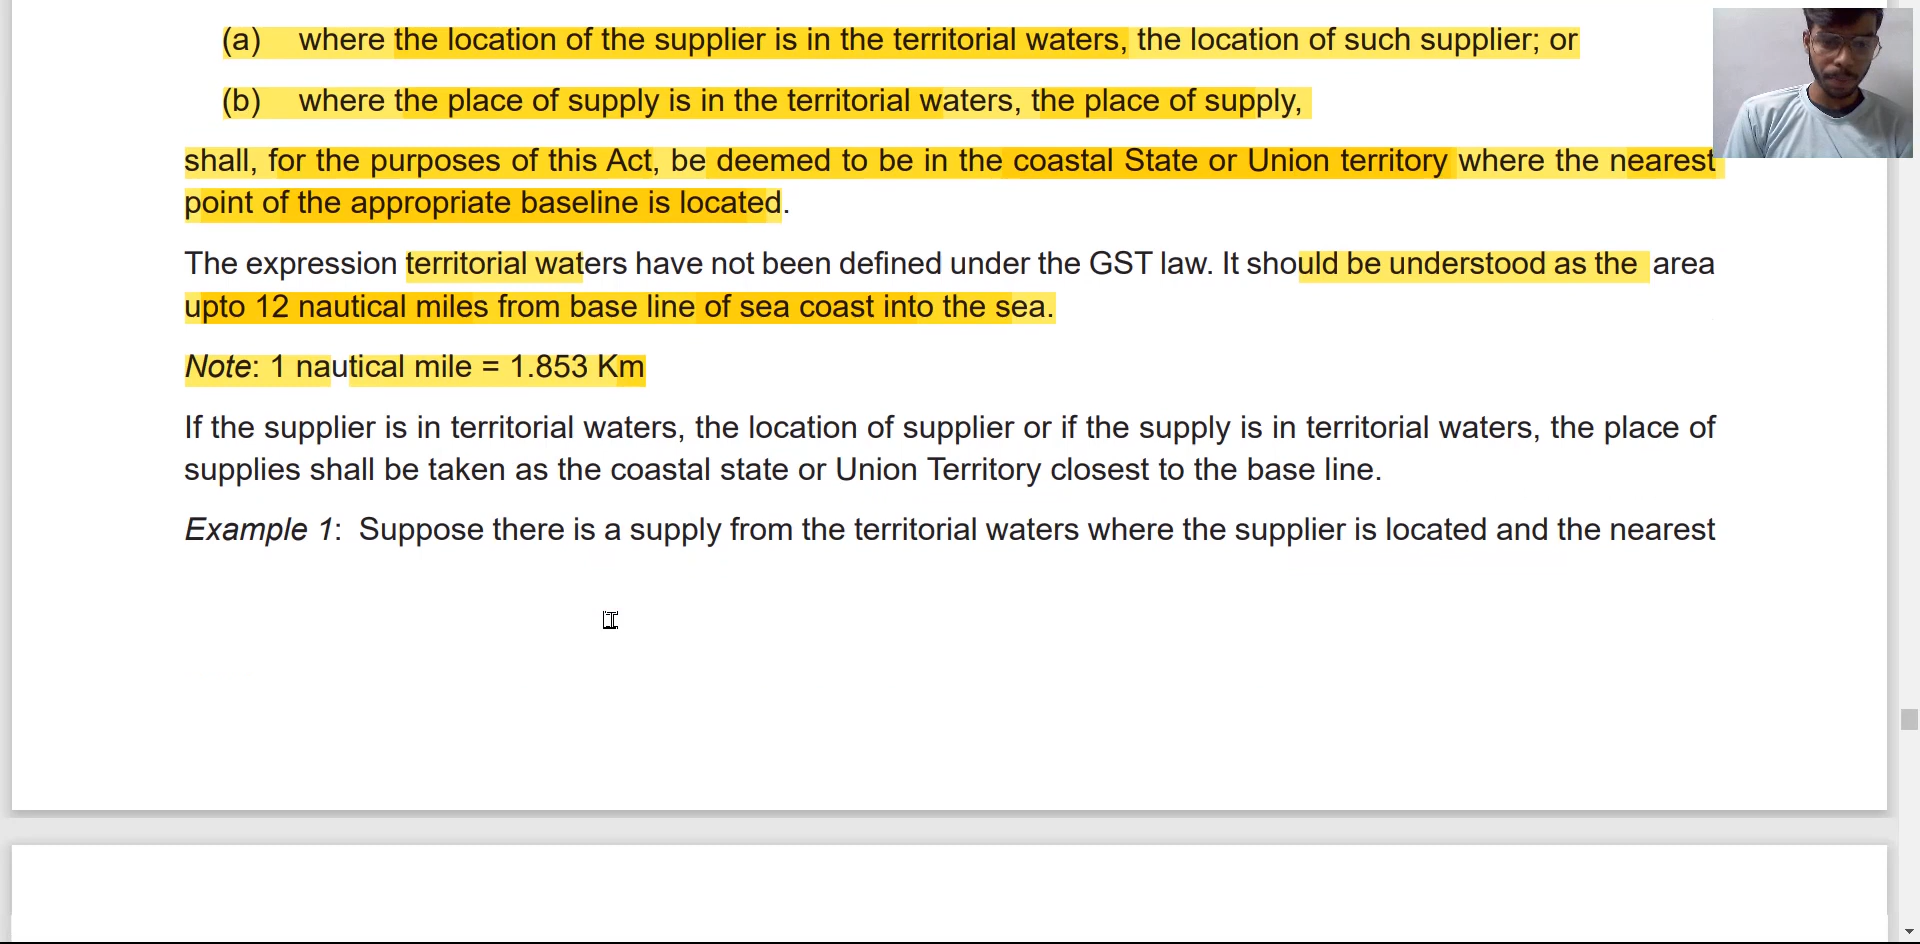 (a) where the location of the supplier is in the territorial waters, the location of such supplier; or
(b) where the place of supply is in the territorial waters, the place of supply,
shall, for the purposes of this Act, be deemed to be in the coastal State or Union territory where the nearest
point of the appropriate baseline is located.
The expression territorial waters have not been defined under the GST law. It should be understood as the area
upto 12 nautical miles from base line of sea coast into the sea.
Note: 1 nautical mile = 1.853 Km
If the supplier is in territorial waters, the location of supplier or if the supply is in territorial waters, the place of
supplies shall be taken as the coastal state or Union Territory closest to the base line.
Example 1: Suppose there is a supply from the territorial waters where the supplier is located and the nearest